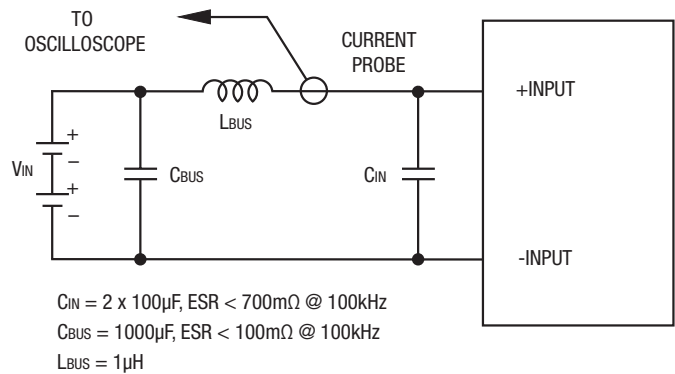 TO
OSCILLOSCOPE
CURRENT
PROBE
+INPUT
LBUS
+
VIN
–
+
–
CBUS
CIN
-INPUT
CIN = 2 x 100µF, ESR < 700mΩ @ 100kHz
CBUS = 1000µF, ESR < 100mΩ @ 100kHz
LBUS = 1µH